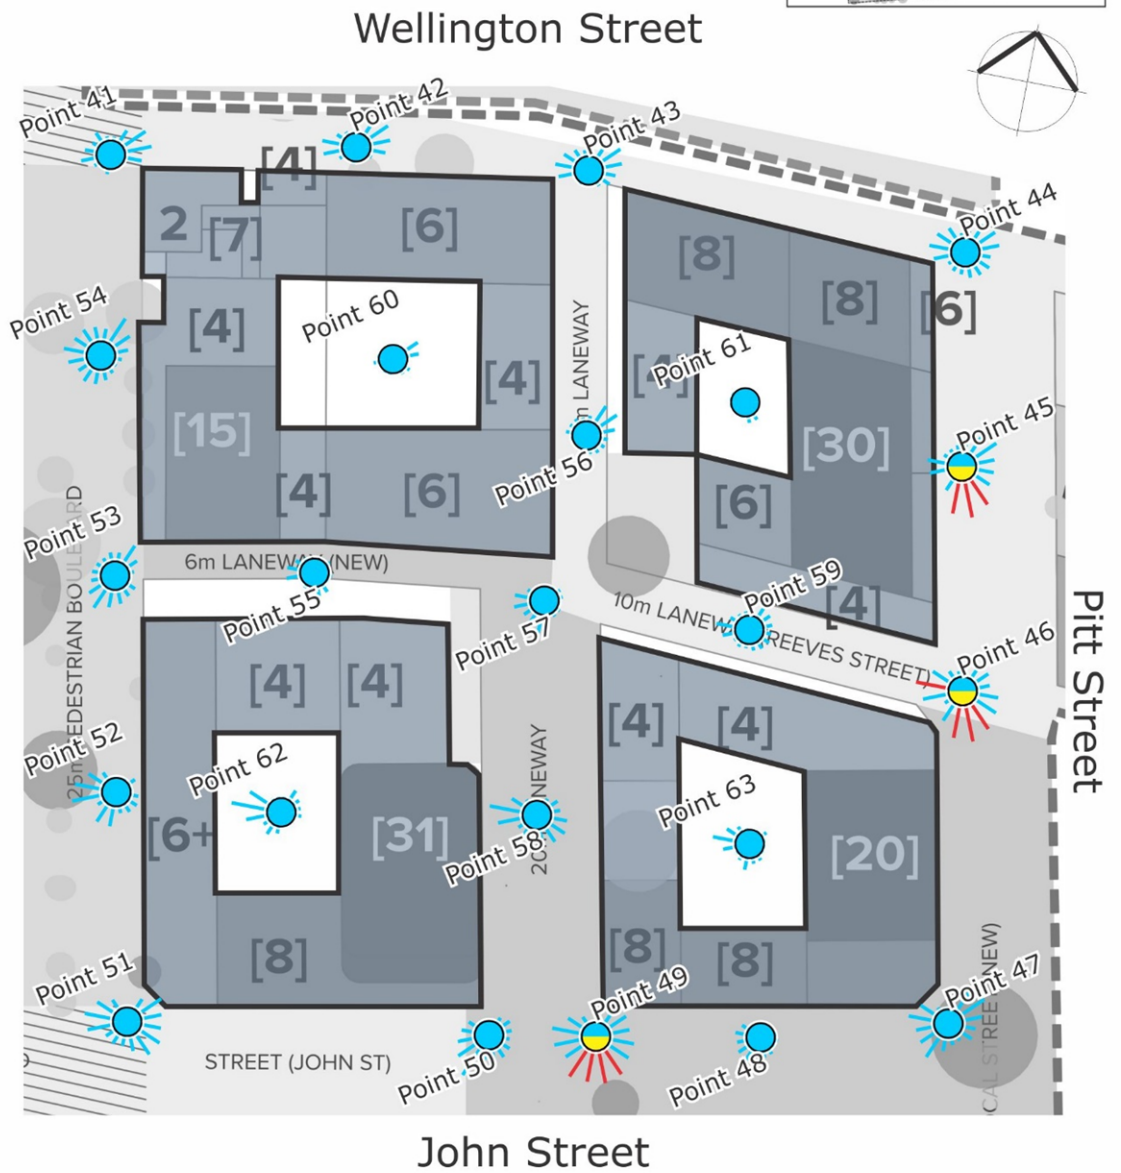 Wellington Street
Point 41
Point 42
Point 43
Point 44
[4]
2
[7]
[6]
[8]
[8]
[6]
Point 54
[4]
Point 60
[4]
m LANEWAY
[4]
Point 61
[15]
[30]
Point 45
[4]
[6]
Point 56
[6]
Point 53
6m LANEWAY (NEW)
Point 55
Point 57
Point 59
[4]
10m LANEWAY REEVES STREET)
Point 46
Pitt Street
[4]
[4]
[4]
[4]
Point 52
Point 62
Point 63
[6+
[31]
Point 58
[20]
[8]
[8]
[8]
Point 51
Point 49
Point 47
STREET (JOHN ST)
Point 50
Point 48
John Street